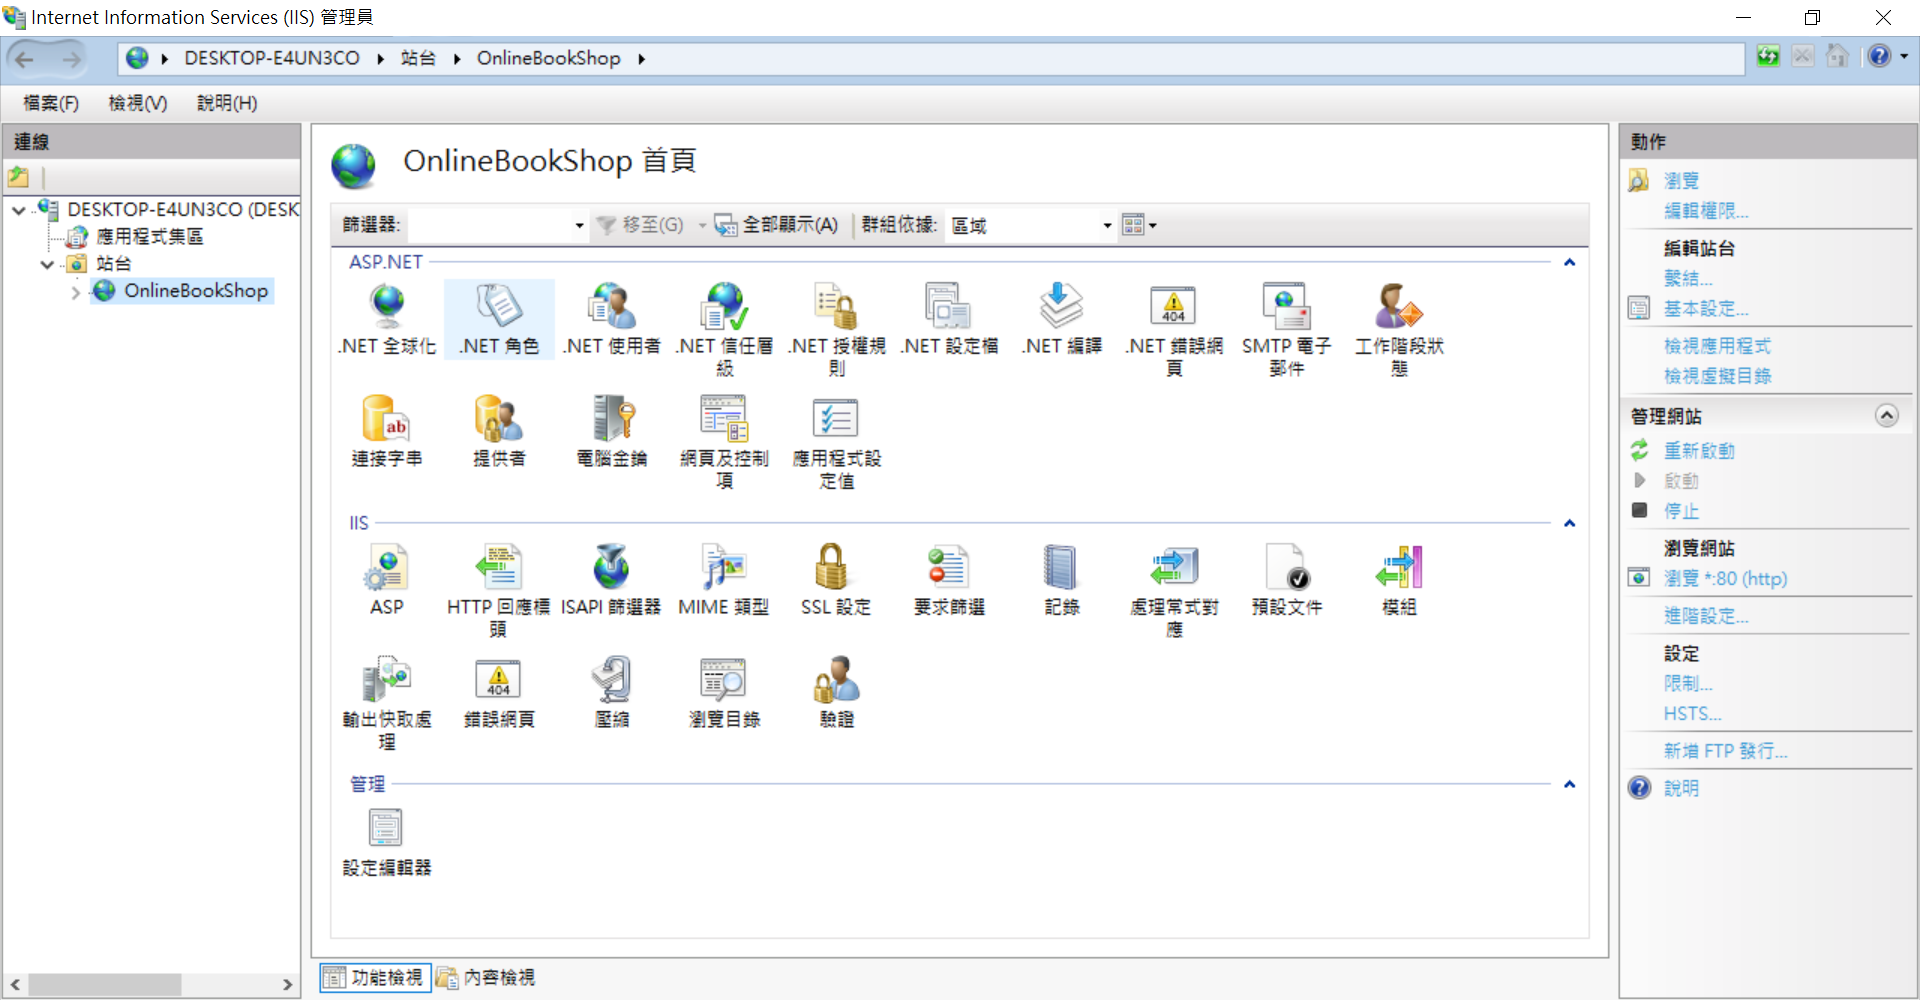 Internet Information Services (IIS) 管理員
DESKTOP-E4UN3CO 站台 OnlineBookShop
檔案(F) 檢視(V) 說明(H)
連線
DESKTOP-E4UN3CO (DESK
應用程式集區
站台
OnlineBookShop
OnlineBookShop 首頁
篩選器: 移至(G) 全部顯示(A) 群組依據: 區域
ASP.NET
.NET 全球化
.NET 角色
.NET 使用者
.NET 信任層
級
.NET 授權規
則
.NET 設定檔
.NET 編譯
404
.NET 錯誤網
頁
SMTP 電子
郵件
工作階段狀
態
ab
連接字串
提供者
電腦金鑰
網頁及控制
項
應用程式設
定值
IIS
ASP
HTTP 回應標
頭
ISAPI 篩選器
MIME 類型
SSL 設定
要求篩選
記錄
處理常式對
應
預設文件
模組
輸出快取處
理
404
錯誤網頁
壓縮
瀏覽目錄
驗證
管理
設定編輯器
功能檢視 內容檢視
動作
瀏覽
編輯權限...
編輯站台
繫結...
基本設定...
檢視應用程式
檢視虛擬目錄
管理網站
重新啟動
啟動
停止
瀏覽網站
瀏覽 *:80 (http)
進階設定...
設定
限制...
HSTS...
新增 FTP 發行...
說明